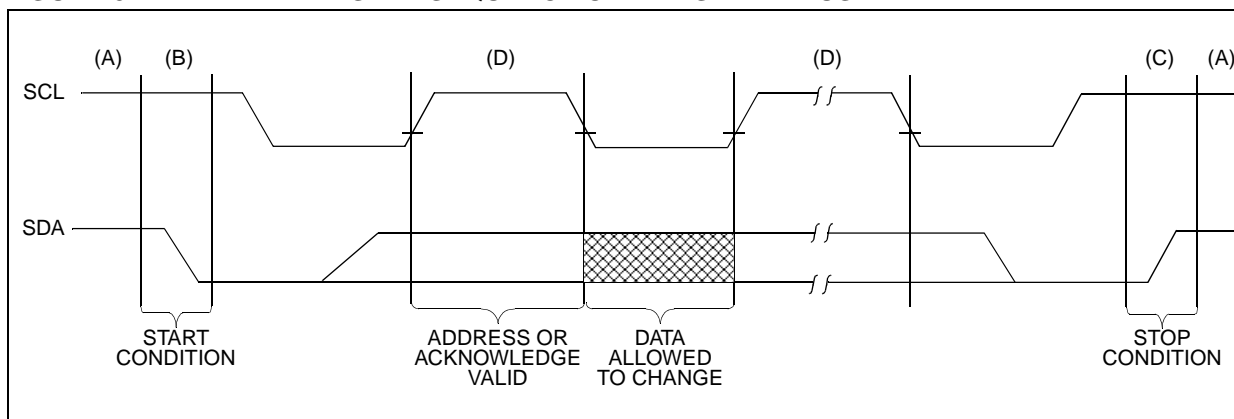 (A) (B) (D) (D) (C) (A)
SCL
SDA
START
CONDITION
ADDRESS OR
ACKNOWLEDGE
VALID
DATA
ALLOWED
TO CHANGE
STOP
CONDITION